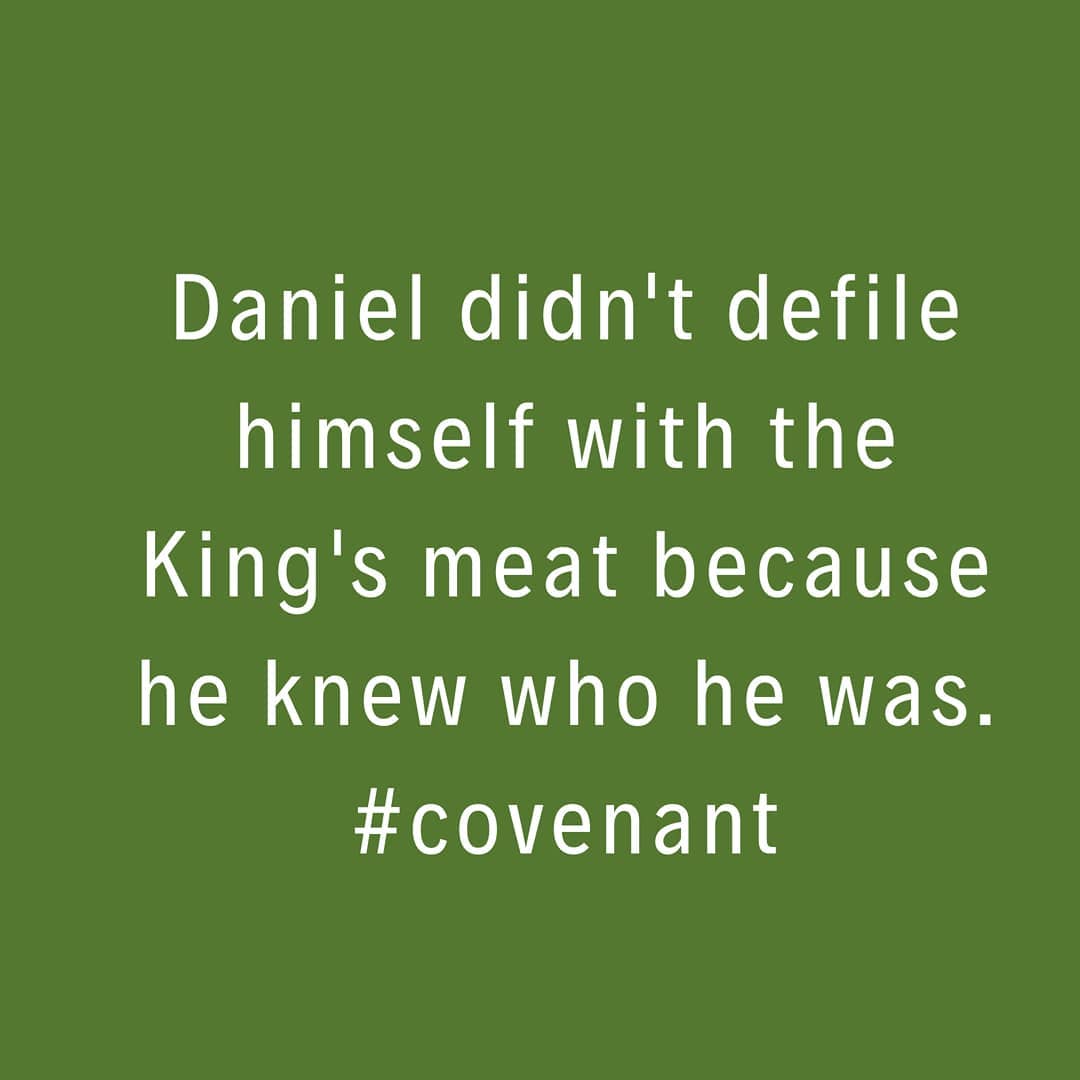 Daniel didn't defile
himself with the
King's meat because
he knew who he was.
#covenant